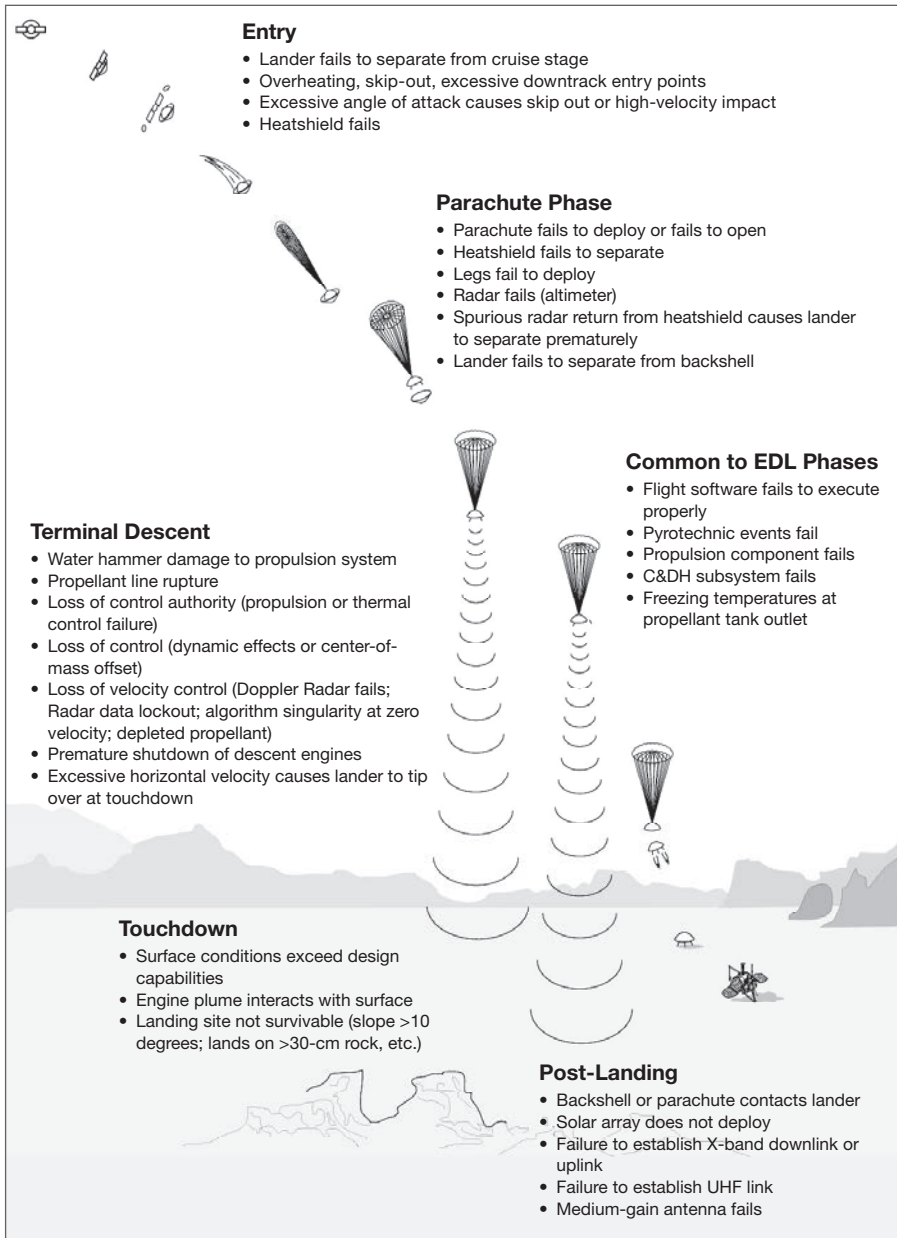 Entry
• Lander fails to separate from cruise stage
• Overheating, skip-out, excessive downtrack entry points
• Excessive angle of attack causes skip out or high-velocity impact
• Heatshield fails
Parachute Phase
• Parachute fails to deploy or fails to open
• Heatshield fails to separate
• Legs fail to deploy
• Radar fails (altimeter)
• Spurious radar return from heatshield causes lander
to separate prematurely
• Lander fails to separate from backshell
Common to EDL Phases
• Flight software fails to execute
properly
• Pyrotechnic events fail
• Propulsion component fails
• C&DH subsystem fails
• Freezing temperatures at
propellant tank outlet
Terminal Descent
• Water hammer damage to propulsion system
• Propellant line rupture
• Loss of control authority (propulsion or thermal
control failure)
• Loss of control (dynamic effects or center-of-
mass offset)
• Loss of velocity control (Doppler Radar fails;
Radar data lockout; algorithm singularity at zero
velocity; depleted propellant)
• Premature shutdown of descent engines
• Excessive horizontal velocity causes lander to tip
over at touchdown
Touchdown
• Surface conditions exceed design
capabilities
• Engine plume interacts with surface
• Landing site not survivable (slope >10
degrees; lands on >30-cm rock, etc.)
Post-Landing
• Backshell or parachute contacts lander
• Solar array does not deploy
• Failure to establish X-band downlink or
uplink
• Failure to establish UHF link
• Medium-gain antenna fails